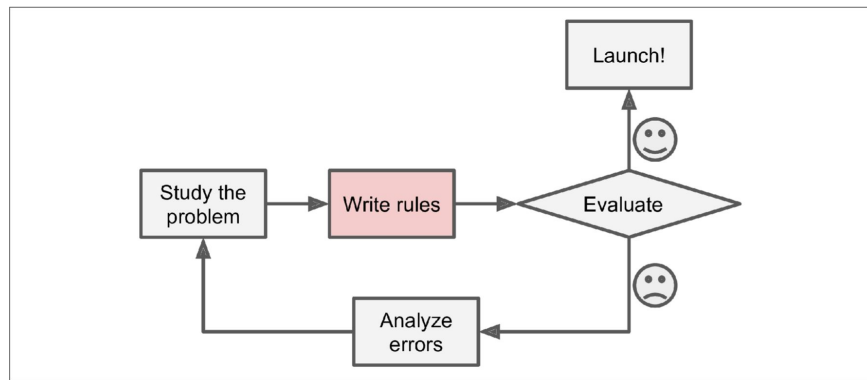 Launch!
Study the
problem
Write rules
Evaluate
Analyze
errors